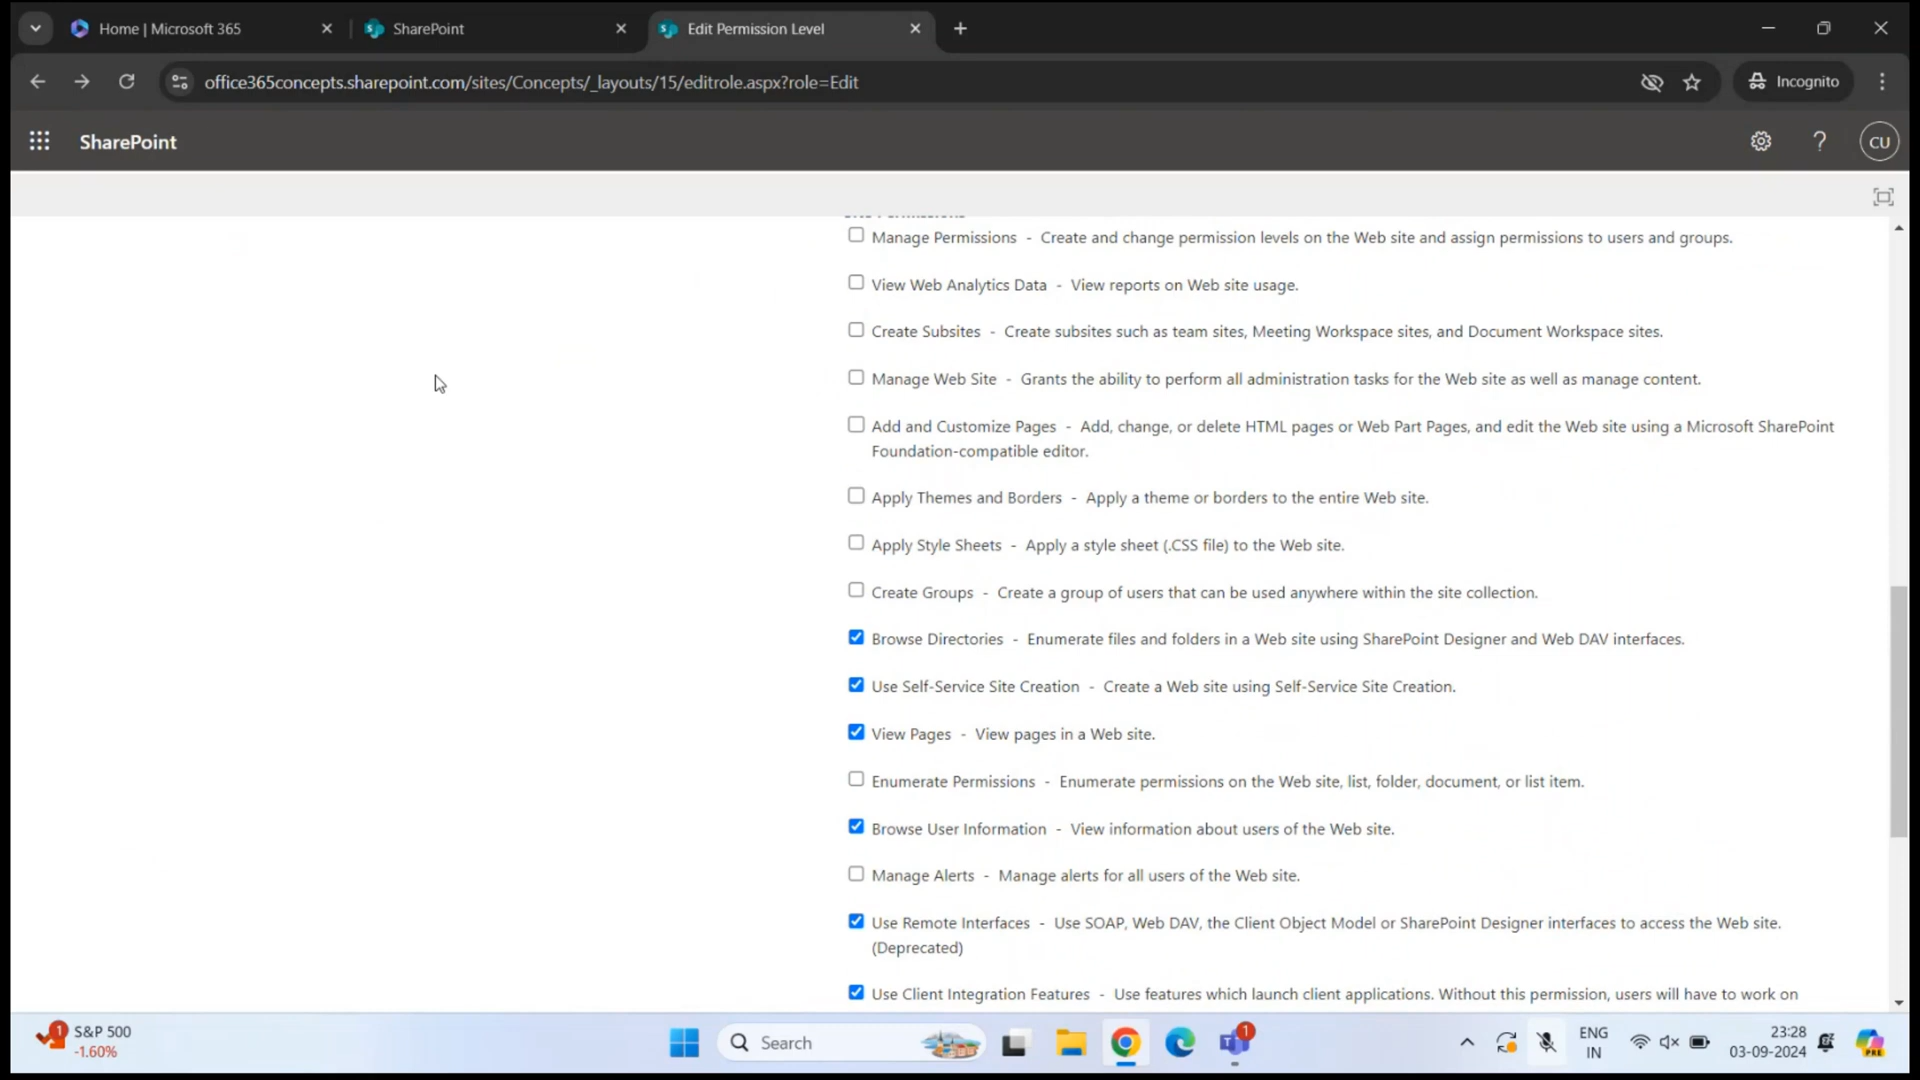 Home | Microsoft 365
SharePoint
Edit Permission Level
office365concepts.sharepoint.com/sites/Concepts/_layouts/15/editrole.aspx?role=Edit
Incognito
SharePoint
?
CU
Manage Permissions - Create and change permission levels on the Web site and assign permissions to users and groups.
View Web Analytics Data - View reports on Web site usage.
Create Subsites - Create subsites such as team sites, Meeting Workspace sites, and Document Workspace sites.
Manage Web Site - Grants the ability to perform all administration tasks for the Web site as well as manage content.
Add and Customize Pages - Add, change, or delete HTML pages or Web Part Pages, and edit the Web site using a Microsoft SharePoint
Foundation-compatible editor.
Apply Themes and Borders - Apply a theme or borders to the entire Web site.
Apply Style Sheets - Apply a style sheet (.CSS file) to the Web site.
Create Groups - Create a group of users that can be used anywhere within the site collection.
Browse Directories - Enumerate files and folders in a Web site using SharePoint Designer and Web DAV interfaces.
Use Self-Service Site Creation - Create a Web site using Self-Service Site Creation.
View Pages - View pages in a Web site.
Enumerate Permissions - Enumerate permissions on the Web site, list, folder, document, or list item.
Browse User Information - View information about users of the Web site.
Manage Alerts - Manage alerts for all users of the Web site.
Use Remote Interfaces - Use SOAP, Web DAV, the Client Object Model or SharePoint Designer interfaces to access the Web site.
(Deprecated)
Use Client Integration Features - Use features which launch client applications. Without this permission, users will have to work on
1
S&P 500
-1.60%
Search
1
ENG
IN
23:28
03-09-2024
PRE